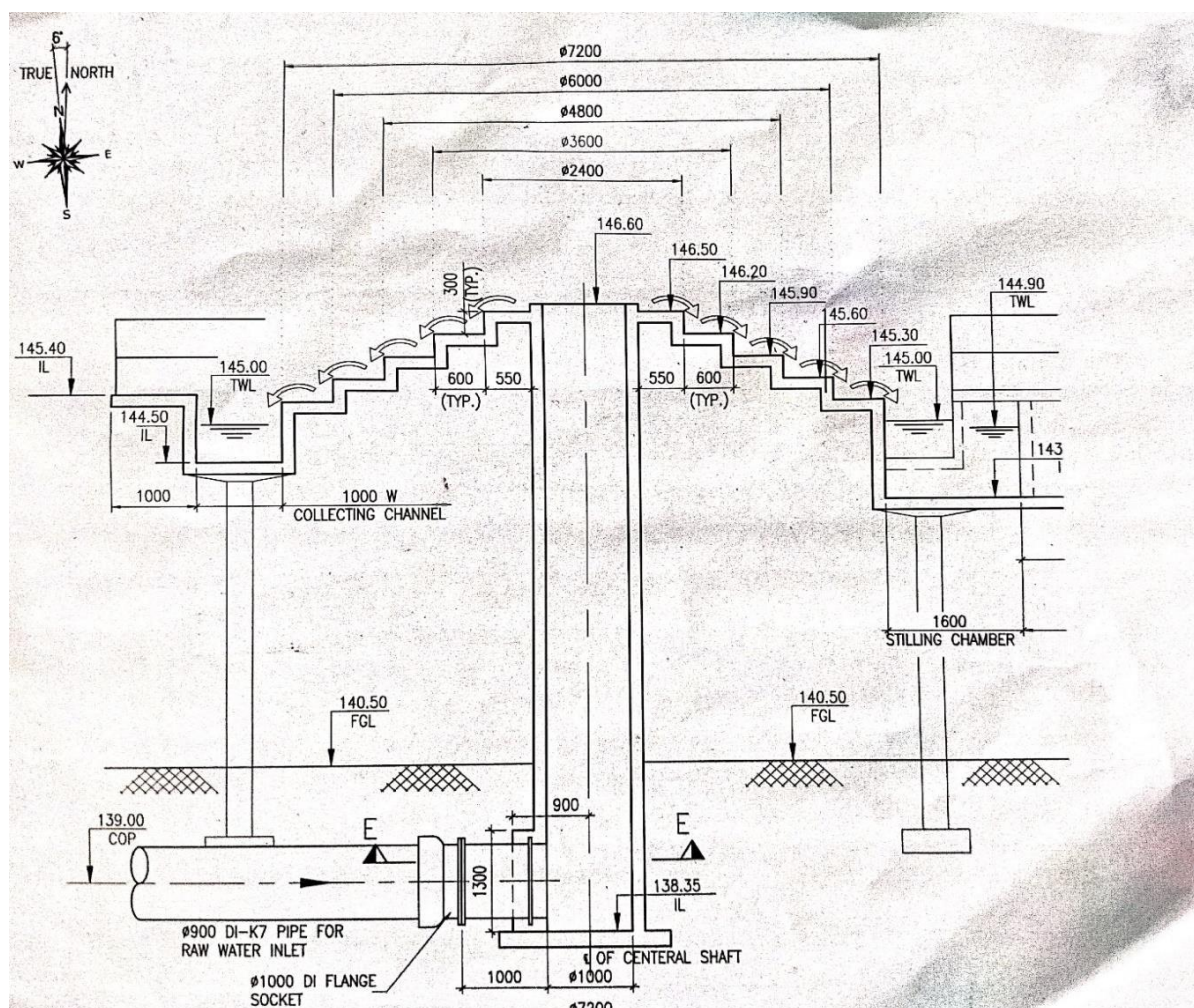 6°
TRUE NORTH
N
W
E
S
ø7200
ø6000
ø4800
ø3600
ø2400
146.60
146.50
146.20
145.90
145.60
145.30
145.00
TWL
144.90
TWL
300
(TYP.)
145.40
IL
145.00
TWL
144.50
IL
600
(TYP.)
550
550
600
(TYP.)
143
1000
1000 W
COLLECTING CHANNEL
1600
STILLING CHAMBER
140.50
FGL
140.50
FGL
139.00
COP
900
E
E
1300
138.35
IL
ø900 DI-K7 PIPE FOR
RAW WATER INLET
℄ OF CENTERAL SHAFT
ø1000 DI FLANGE
SOCKET
1000
ø1000
ø7200